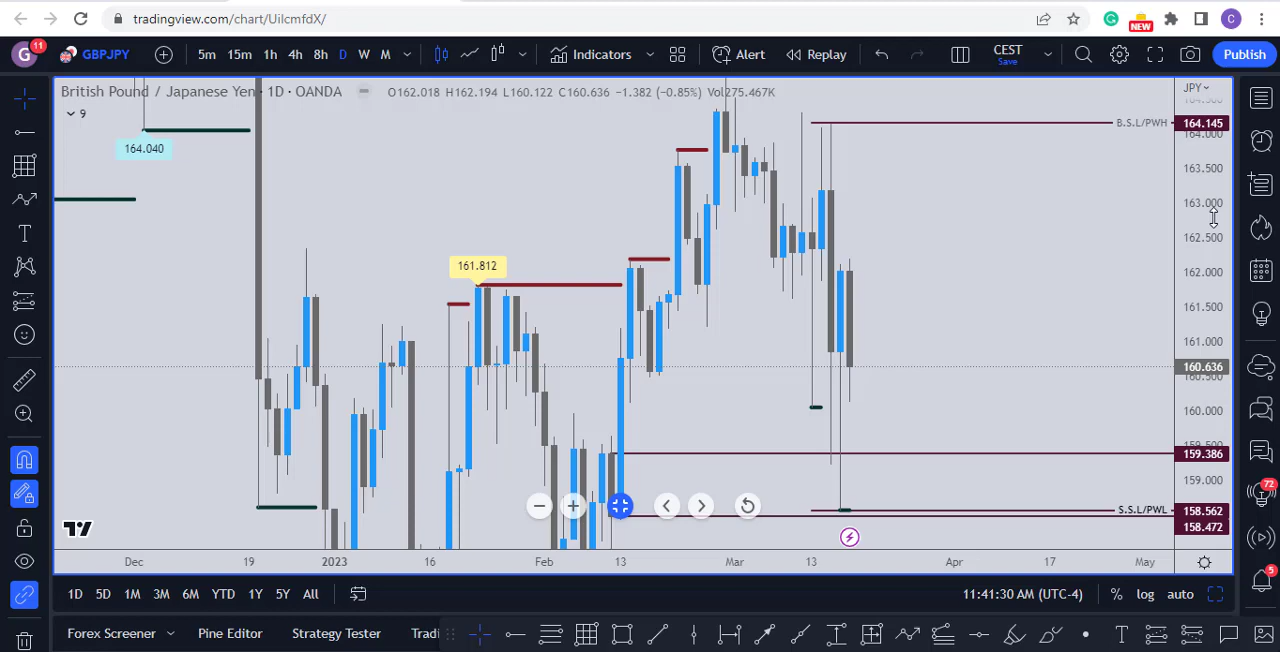 tradingview.com/chart/UilcmfdX/
NEW
C
G 11 GBPJPY 5m 15m 1h 4h 8h D W M Indicators Alert Replay CEST Save Publish
British Pound / Japanese Yen · 1D · OANDA O162.018 H162.194 L160.122 C160.636 −1.382 (−0.85%) Vol275.467K JPY
9
164.040
B.S.L/PWH 164.145
164.000
163.500
163.000
162.500
161.812
162.000
161.500
161.000
160.636
160.500
160.000
159.500
159.386
159.000
S.S.L/PWL 158.562
158.472
72
5
Dec 19 2023 16 Feb 13 Mar 13 Apr 17 May
1D 5D 1M 3M 6M YTD 1Y 5Y All 11:41:30 AM (UTC-4) % log auto
Forex Screener Pine Editor Strategy Tester Tradi